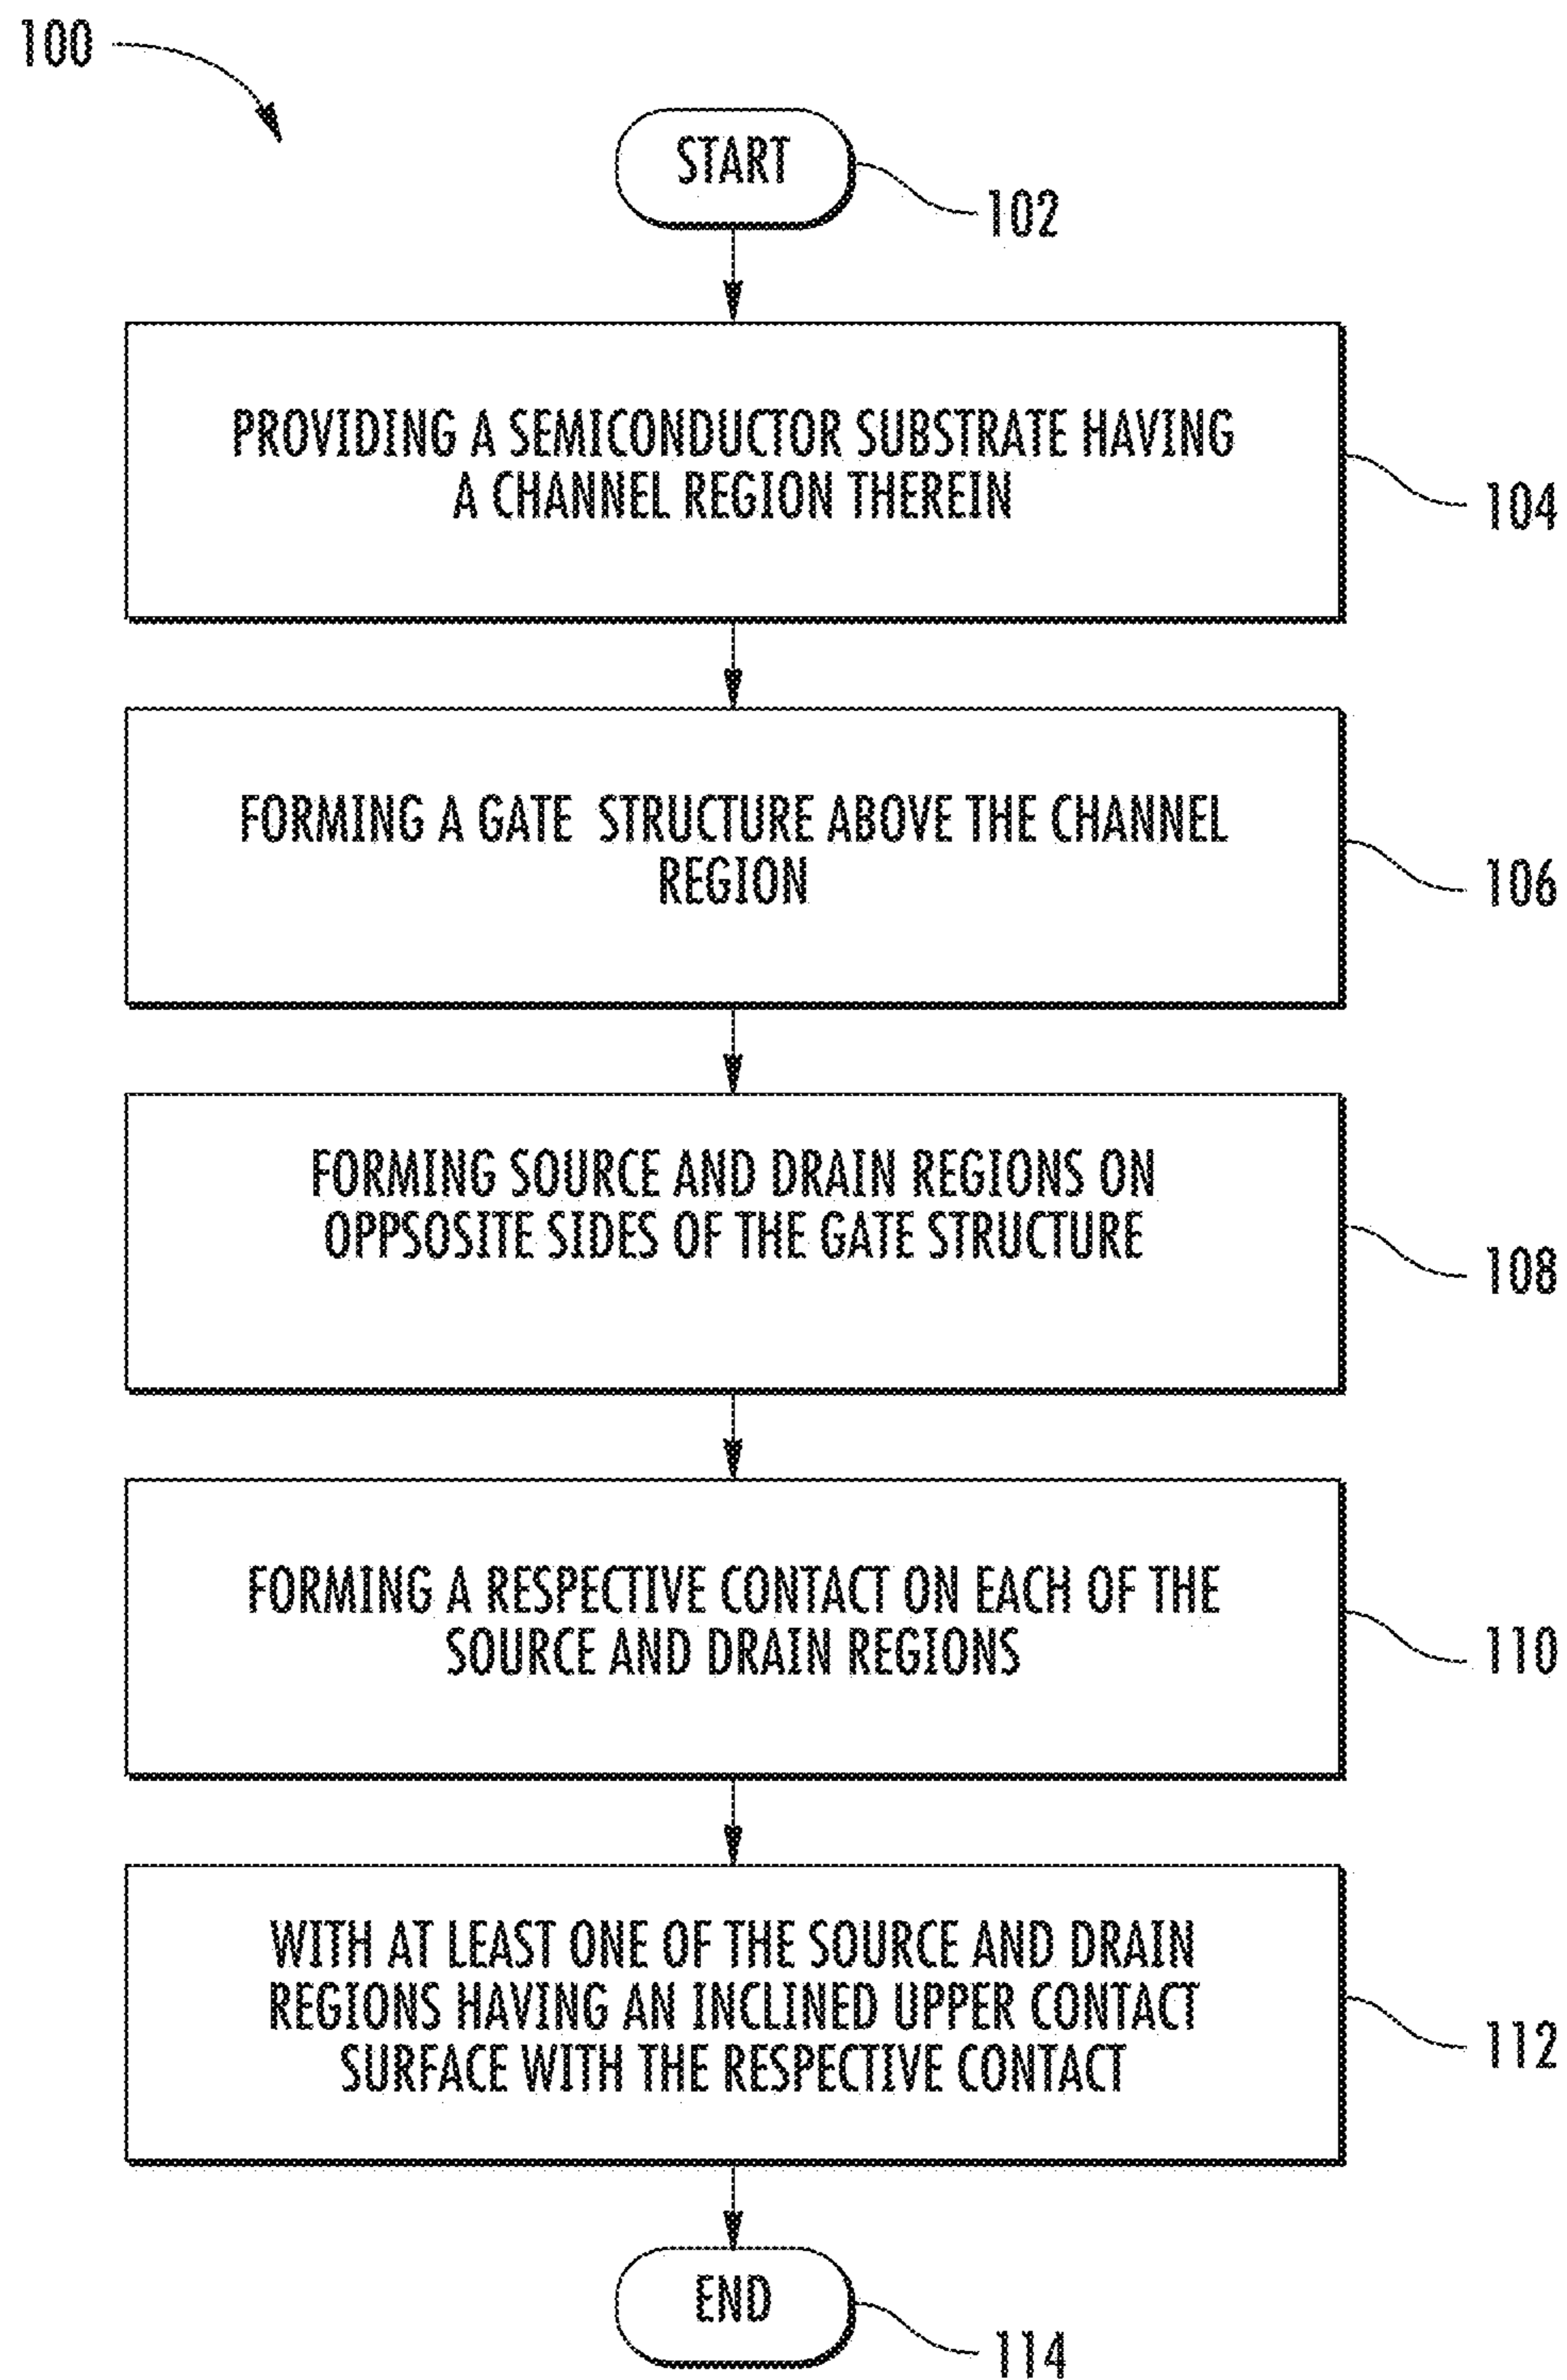 100
START
102
PROVIDING A SEMICONDUCTOR SUBSTRATE HAVING
A CHANNEL REGION THEREIN
104
FORMING A GATE STRUCTURE ABOVE THE CHANNEL
REGION
106
FORMING SOURCE AND DRAIN REGIONS ON
OPPSOSITE SIDES OF THE GATE STRUCTURE
108
FORMING A RESPECTIVE CONTACT ON EACH OF THE
SOURCE AND DRAIN REGIONS
110
WITH AT LEAST ONE OF THE SOURCE AND DRAIN
REGIONS HAVING AN INCLINED UPPER CONTACT
SURFACE WITH THE RESPECTIVE CONTACT
112
END
114